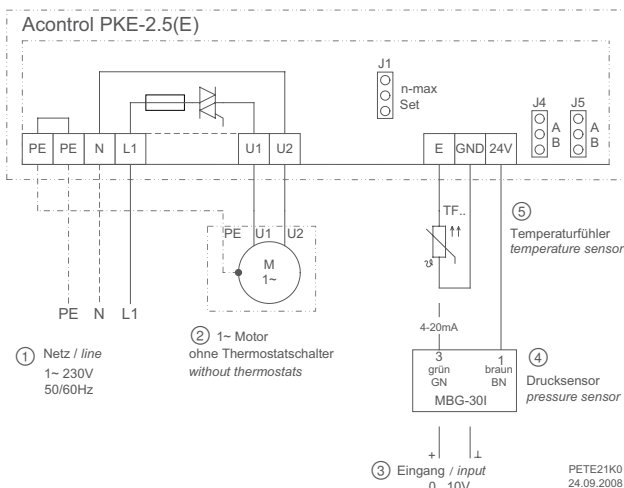 Acontrol PKE-2.5(E)
J1
n-max
Set
J4
A
B
J5
A
B
PE PE N L1 U1 U2 E GND 24V
TF..
PE U1 U2
M
1~
ϑ
⑤
Temperaturfühler
temperature sensor
PE N L1
① Netz / line
1~ 230V
50/60Hz
② 1~ Motor
ohne Thermostatschalter
without thermostats
4-20mA
3
grün
GN
1
braun
BN
MBG-30I
④
Drucksensor
pressure sensor
+ ⊥
③ Eingang / input
0...10V
PETE21K0
24.09.2008